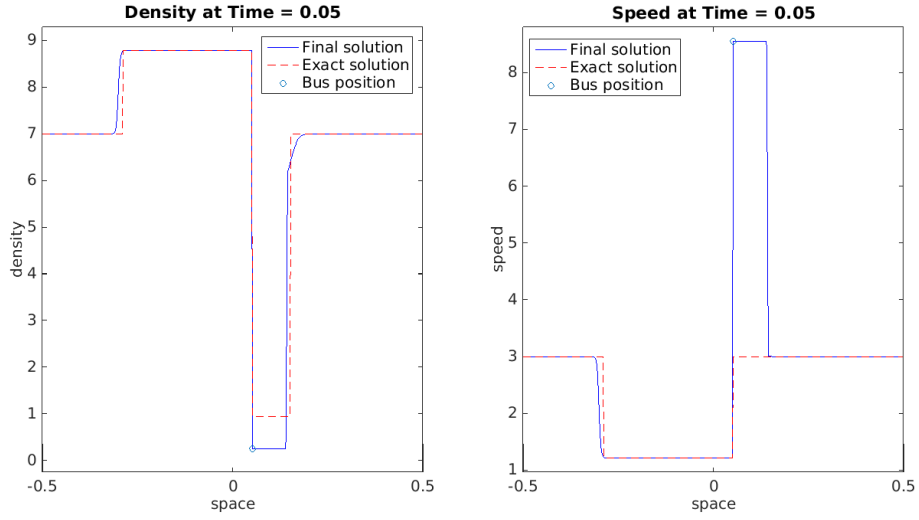 Density at Time = 0.05
9
8
7
6
5
4
3
2
1
0
density
-0.5
0
0.5
space
Final solution
Exact solution
Bus position
Speed at Time = 0.05
8
7
6
5
4
3
2
1
speed
-0.5
0
0.5
space
Final solution
Exact solution
Bus position